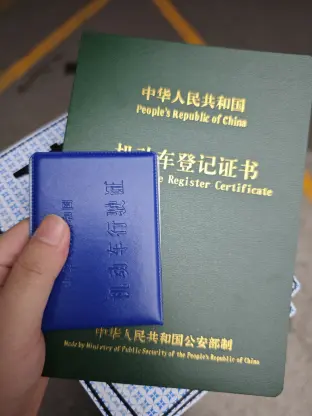 中华人民共和国
People's Republic of China
机动车登记证书
Register Certificate
中华人民共和国公安部制
Made by Ministry of Public Security of the People's Republic of China
和国
机动车行驶证